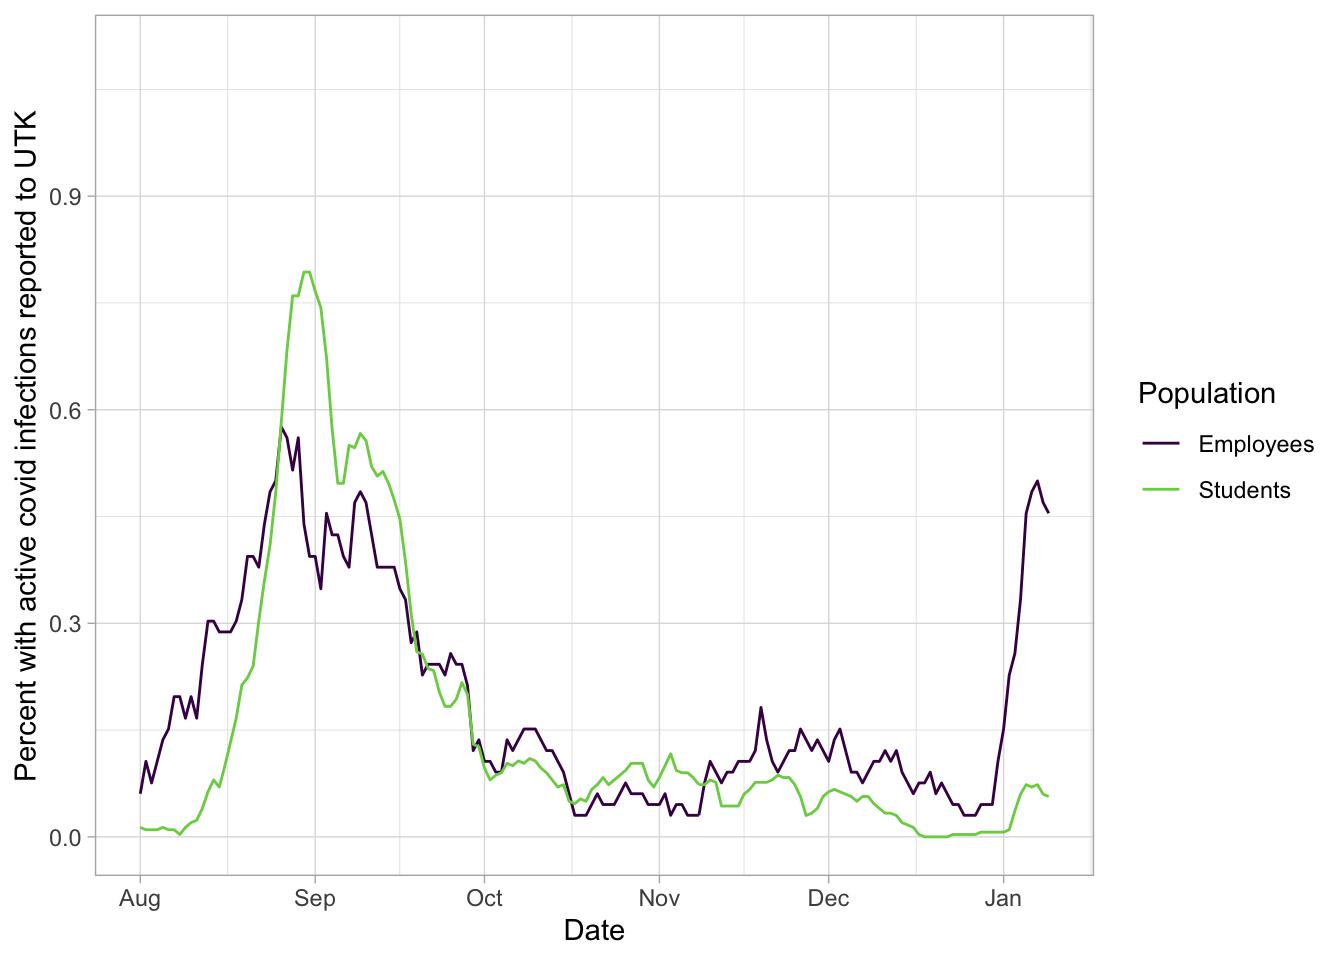 Percent with active covid infections reported to UTK
0.9
0.6
0.3
0.0
Aug Sep Oct Nov Dec Jan
Date
Population
Employees
Students